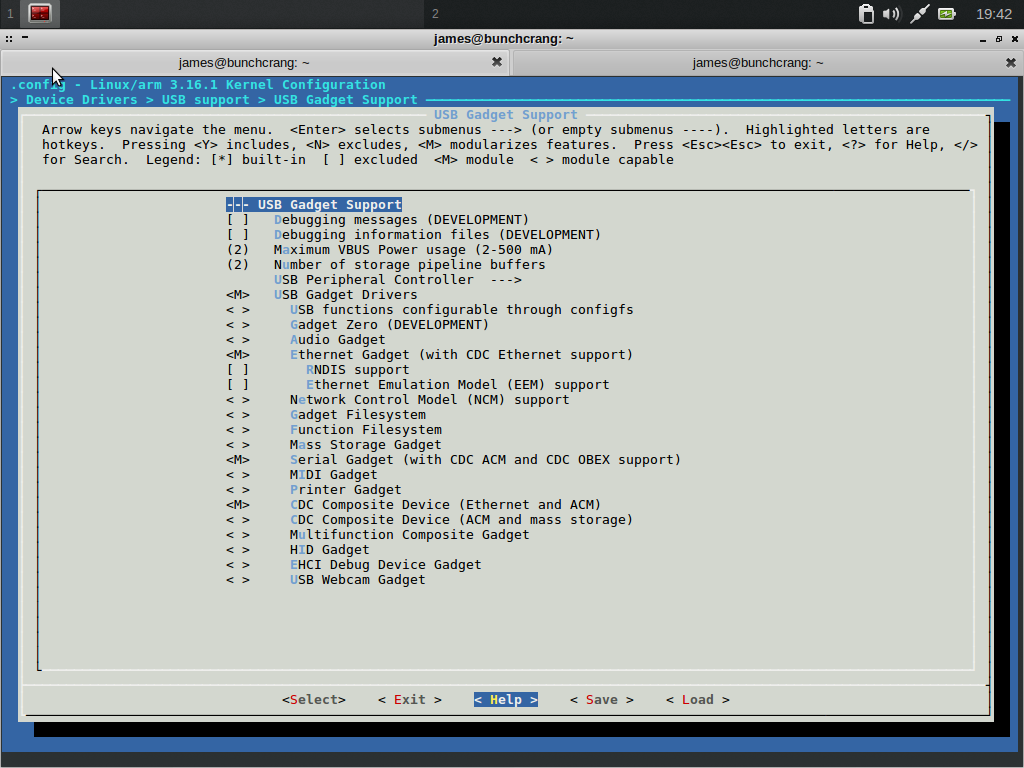 1
2
19:42
james@bunchcrang: ~
james@bunchcrang: ~
james@bunchcrang: ~
.config - Linux/arm 3.16.1 Kernel Configuration
> Device Drivers > USB support > USB Gadget Support
USB Gadget Support
Arrow keys navigate the menu.  <Enter> selects submenus ---> (or empty submenus ----).  Highlighted letters are
hotkeys.  Pressing <Y> includes, <N> excludes, <M> modularizes features.  Press <Esc><Esc> to exit, <?> for Help, </>
for Search.  Legend: [*] built-in  [ ] excluded  <M> module  < > module capable
--- USB Gadget Support
[ ]   Debugging messages (DEVELOPMENT)
[ ]   Debugging information files (DEVELOPMENT)
(2)   Maximum VBUS Power usage (2-500 mA)
(2)   Number of storage pipeline buffers
USB Peripheral Controller  --->
<M>   USB Gadget Drivers
< >     USB functions configurable through configfs
< >     Gadget Zero (DEVELOPMENT)
< >     Audio Gadget
<M>     Ethernet Gadget (with CDC Ethernet support)
[ ]       RNDIS support
[ ]       Ethernet Emulation Model (EEM) support
< >     Network Control Model (NCM) support
< >     Gadget Filesystem
< >     Function Filesystem
< >     Mass Storage Gadget
<M>     Serial Gadget (with CDC ACM and CDC OBEX support)
< >     MIDI Gadget
< >     Printer Gadget
<M>     CDC Composite Device (Ethernet and ACM)
< >     CDC Composite Device (ACM and mass storage)
< >     Multifunction Composite Gadget
< >     HID Gadget
< >     EHCI Debug Device Gadget
< >     USB Webcam Gadget
<Select>    < Exit >    < Help >    < Save >    < Load >